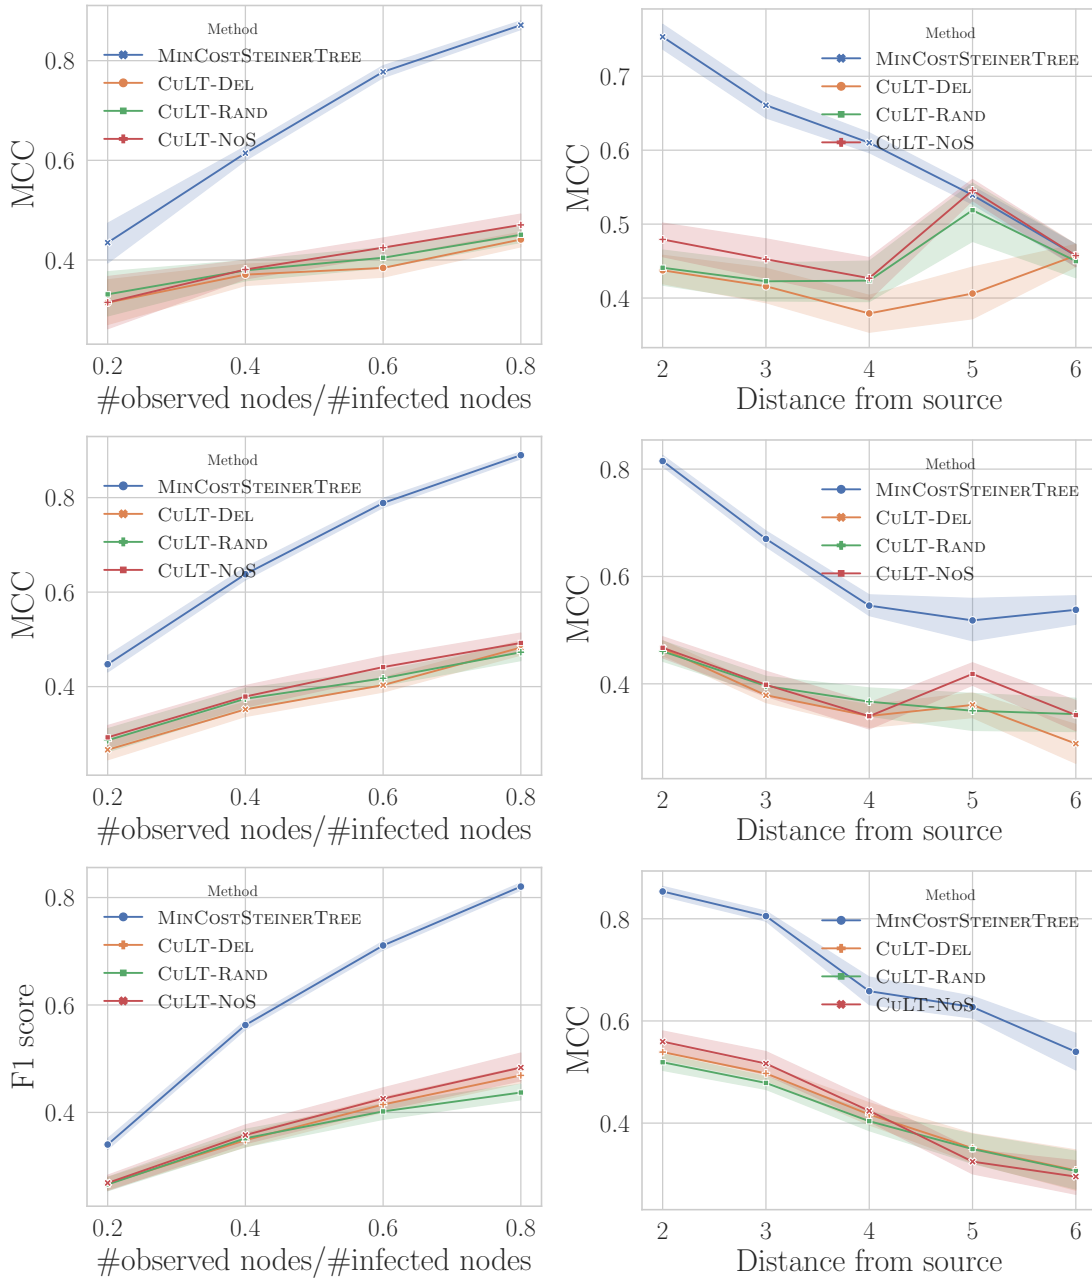 Method
MinCostSteinerTree
CuLT-Del
CuLT-Rand
CuLT-NoS
MCC
0.8
0.6
0.4
0.2 0.4 0.6 0.8
#observed nodes/#infected nodes
Method
MinCostSteinerTree
CuLT-Del
CuLT-Rand
CuLT-NoS
MCC
0.7
0.6
0.5
0.4
2 3 4 5 6
Distance from source
Method
MinCostSteinerTree
CuLT-Del
CuLT-Rand
CuLT-NoS
MCC
0.8
0.6
0.4
0.2 0.4 0.6 0.8
#observed nodes/#infected nodes
Method
MinCostSteinerTree
CuLT-Del
CuLT-Rand
CuLT-NoS
MCC
0.8
0.6
0.4
2 3 4 5 6
Distance from source
Method
MinCostSteinerTree
CuLT-Del
CuLT-Rand
CuLT-NoS
F1 score
0.8
0.6
0.4
0.2 0.4 0.6 0.8
#observed nodes/#infected nodes
Method
MinCostSteinerTree
CuLT-Del
CuLT-Rand
CuLT-NoS
MCC
0.8
0.6
0.4
2 3 4 5 6
Distance from source